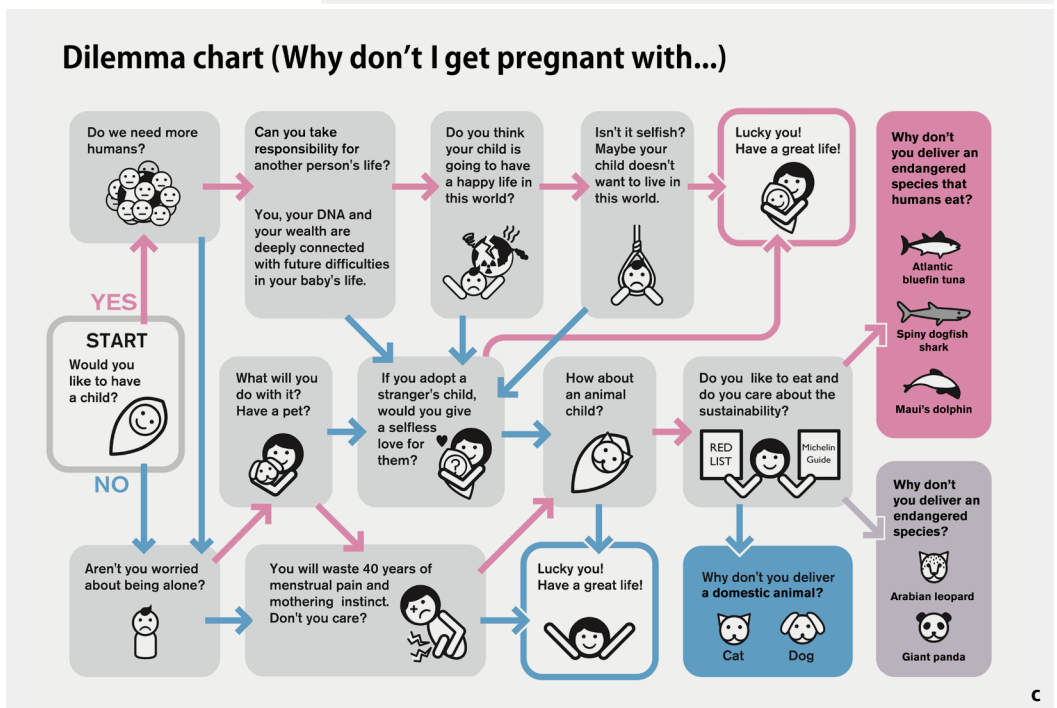 Dilemma chart (Why don't I get pregnant with...)
Do we need more
humans?
Can you take
responsibility for
another person's life?
You, your DNA and
your wealth are
deeply connected
with future difficulties
in your baby's life.
Do you think
your child is
going to have
a happy life in
this world?
Isn't it selfish?
Maybe your
child doesn't
want to live in
this world.
Lucky you!
Have a great life!
Why don't
you deliver an
endangered
species that
humans eat?
Atlantic
bluefin tuna
Spiny dogfish
shark
Maui's dolphin
YES
START
Would you
like to have
a child?
NO
What will you
do with it?
Have a pet?
If you adopt a
stranger's child,
would you give
a selfless
love for
them?
?
How about
an animal
child?
Do you like to eat and
do you care about the
sustainability?
RED
LIST
Michelin
Guide
Why don't
you deliver an
endangered
species?
Arabian leopard
Giant panda
Aren't you worried
about being alone?
You will waste 40 years of
menstrual pain and
mothering instinct.
Don't you care?
Lucky you!
Have a great life!
Why don't you deliver
a domestic animal?
Cat
Dog
c